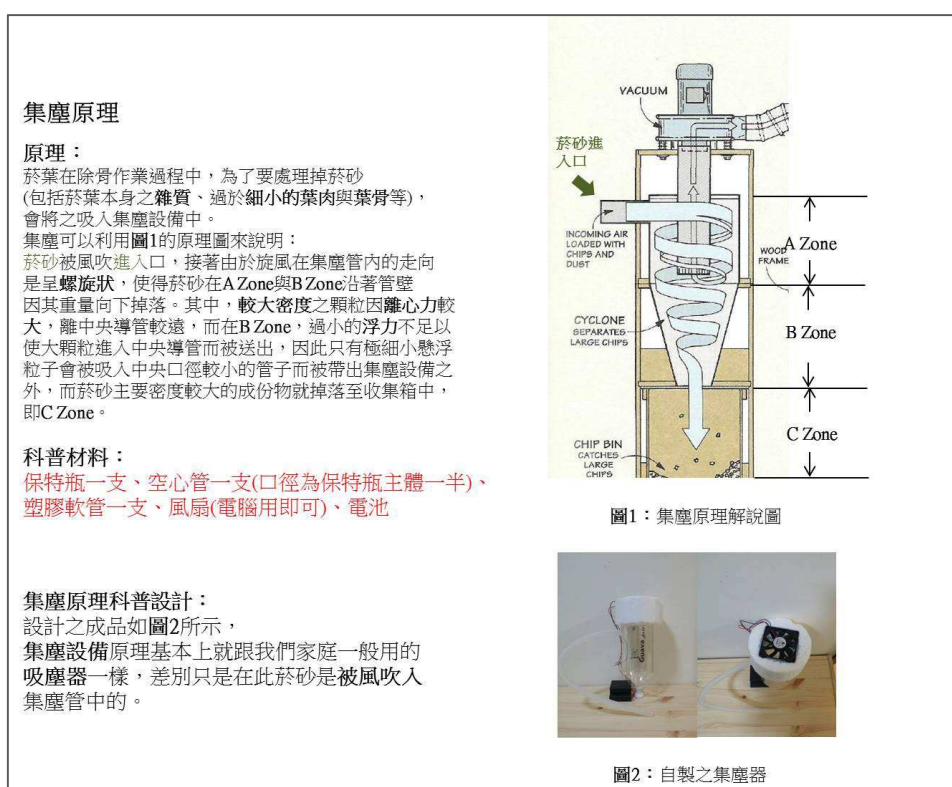 集塵原理
原理：
菸葉在除骨作業過程中，為了要處理掉菸砂
(包括菸葉本身之雜質、過於細小的葉肉與葉骨等)，
會將之吸入集塵設備中。
集塵可以利用圖1的原理圖來說明：
菸砂被風吹進入口，接著由於旋風在集塵管內的走向
是呈螺旋狀，使得菸砂在A Zone與B Zone沿著管壁
因其重量向下掉落。其中，較大密度之顆粒因離心力較
大，離中央導管較遠，而在B Zone，過小的浮力不足以
使大顆粒進入中央導管而被送出，因此只有極細小懸浮
粒子會被吸入中央口徑較小的管子而被帶出集塵設備之
外，而菸砂主要密度較大的成份物就掉落至收集箱中，
即C Zone。
科普材料：
保特瓶一支、空心管一支(口徑為保特瓶主體一半)、
塑膠軟管一支、風扇(電腦用即可)、電池
集塵原理科普設計：
設計之成品如圖2所示，
集塵設備原理基本上就跟我們家庭一般用的
吸塵器一樣，差別只是在此菸砂是被風吹入
集塵管中的。
VACUUM
菸砂進
入口
INCOMING AIR
LOADED WITH
CHIPS AND
DUST
A Zone
WOOD
FRAME
CYCLONE
SEPARATES
LARGE CHIPS
B Zone
CHIP BIN
CATCHES
LARGE
CHIPS
C Zone
圖1：集塵原理解說圖
Guava
圖2：自製之集塵器